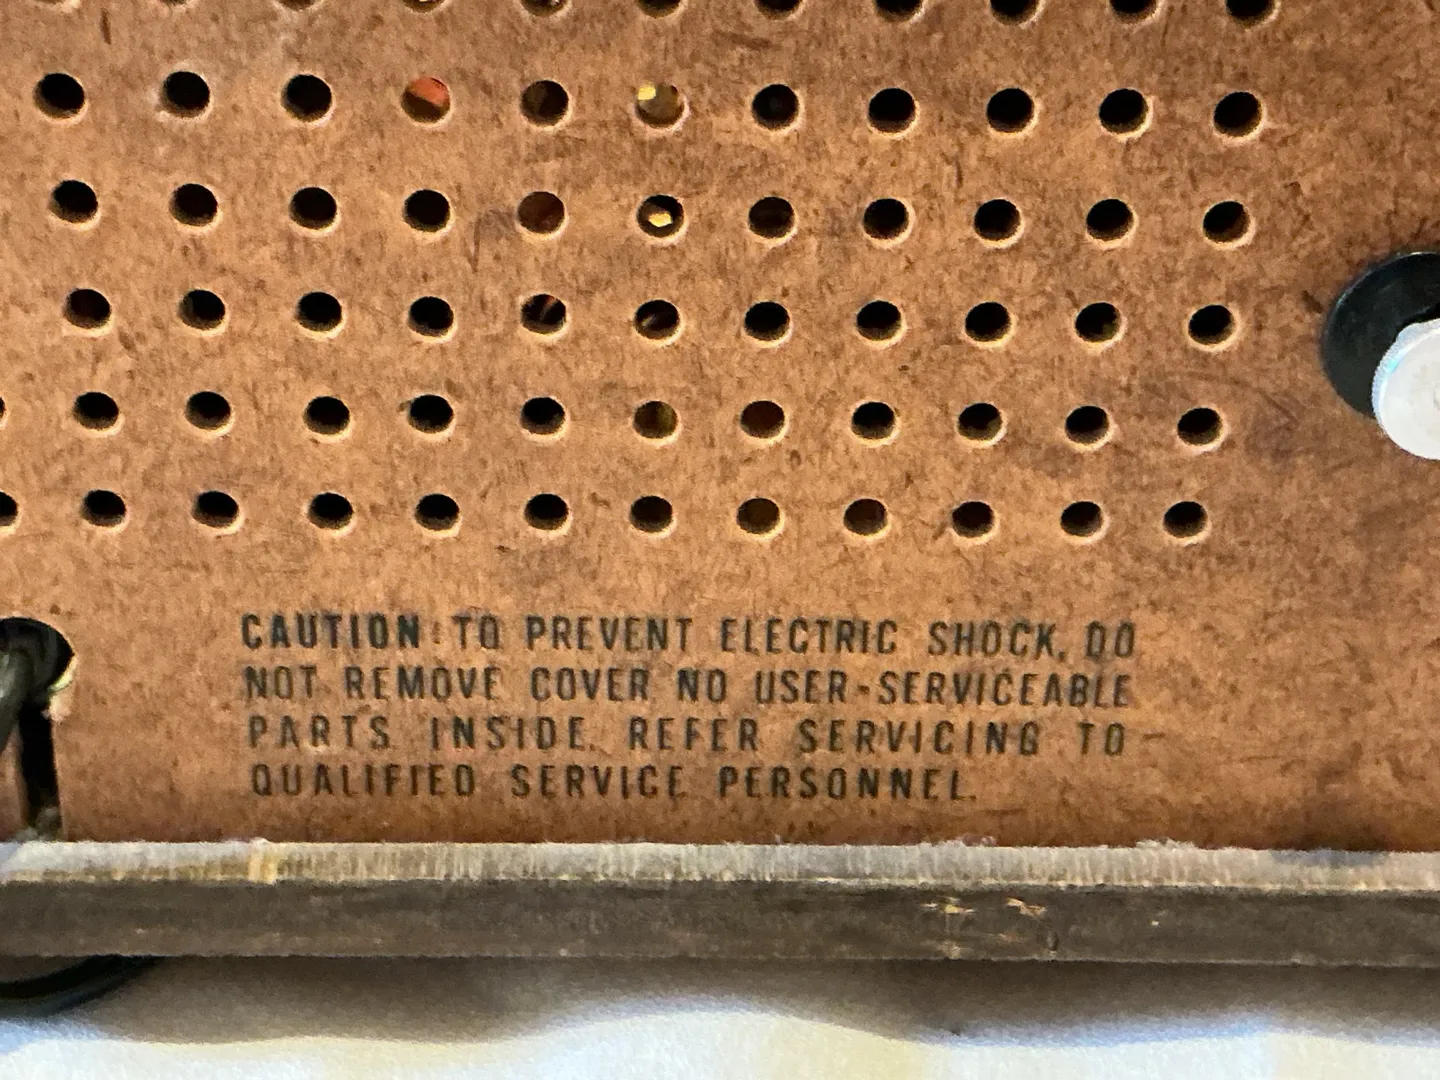 CAUTION: TO PREVENT ELECTRIC SHOCK, DO
NOT REMOVE COVER NO USER-SERVICEABLE
PARTS INSIDE. REFER SERVICING TO
QUALIFIED SERVICE PERSONNEL.